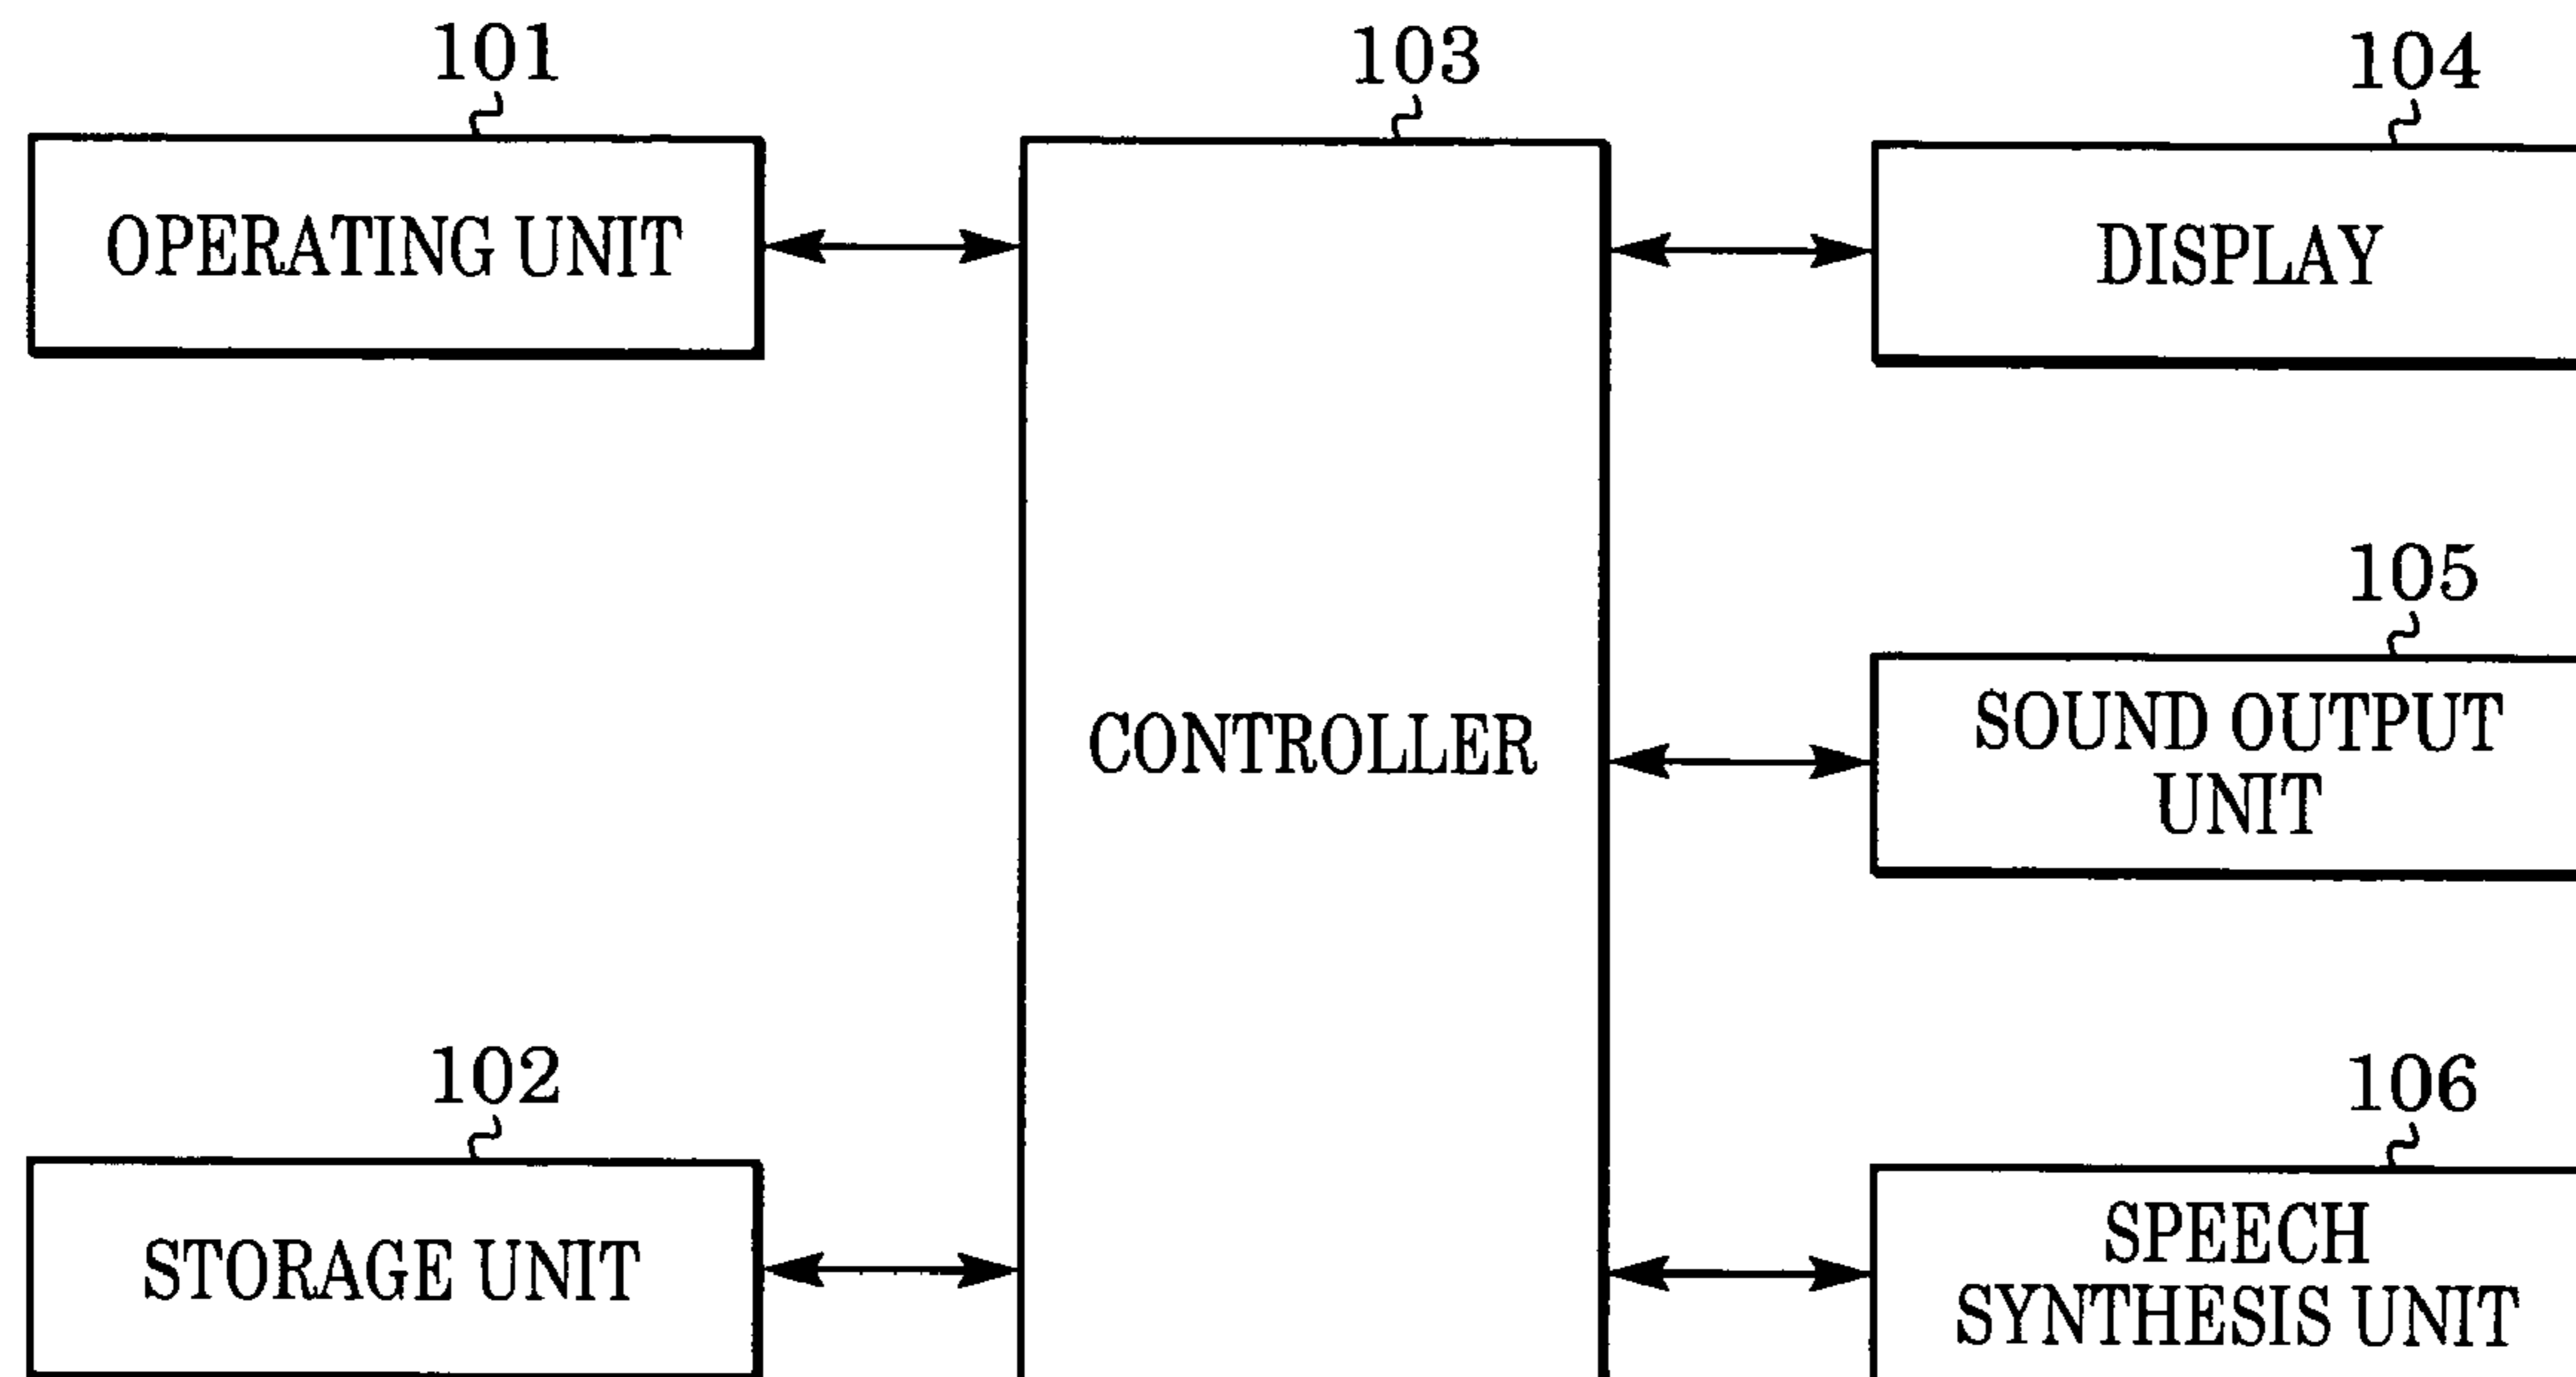 101
OPERATING UNIT
102
STORAGE UNIT
103
CONTROLLER
104
DISPLAY
105
SOUND OUTPUT
UNIT
106
SPEECH
SYNTHESIS UNIT